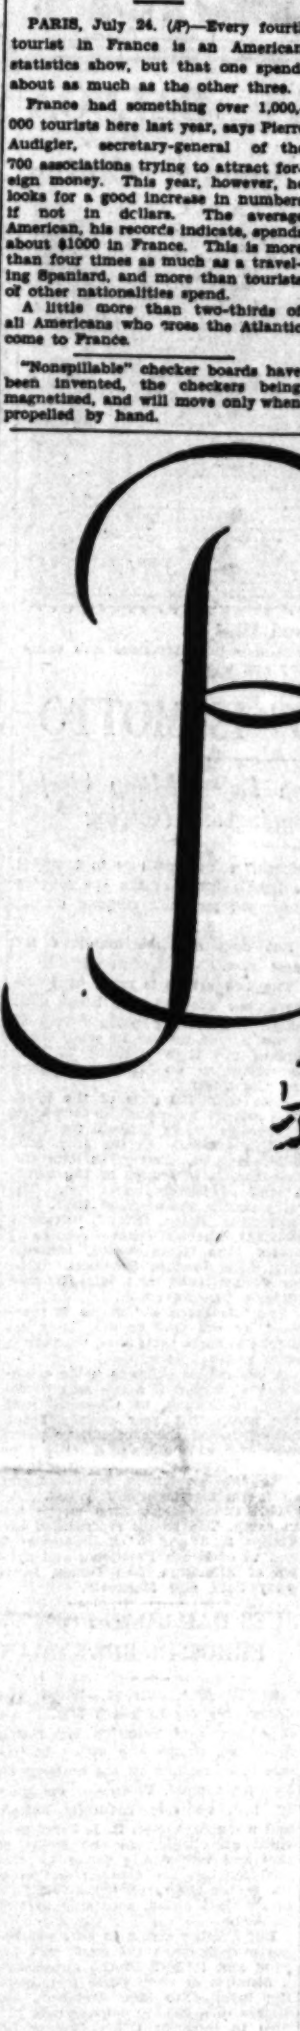 PARIS, July 24. (AP)—Every fourth
tourist in France is an American
statistics show, but that one spend
about as much as the other three.
France had something over 1,000,
000 tourists here last year, says Pierre
Audigier, secretary-general of the
700 associations trying to attract for-
eign money. This year, however, he
looks for a good increase in number
if not in dollars. The average
American, his records indicate, spends
about $1000 in France. This is more
than four times as much as a travel-
ing Spaniard, and more than tourists
of other nationalities spend.
A little more than two-thirds of
all Americans who cross the Atlantic
come to France.
"Nonspillable" checker boards have
been invented, the checkers being
magnetized, and will move only when
propelled by hand.
P